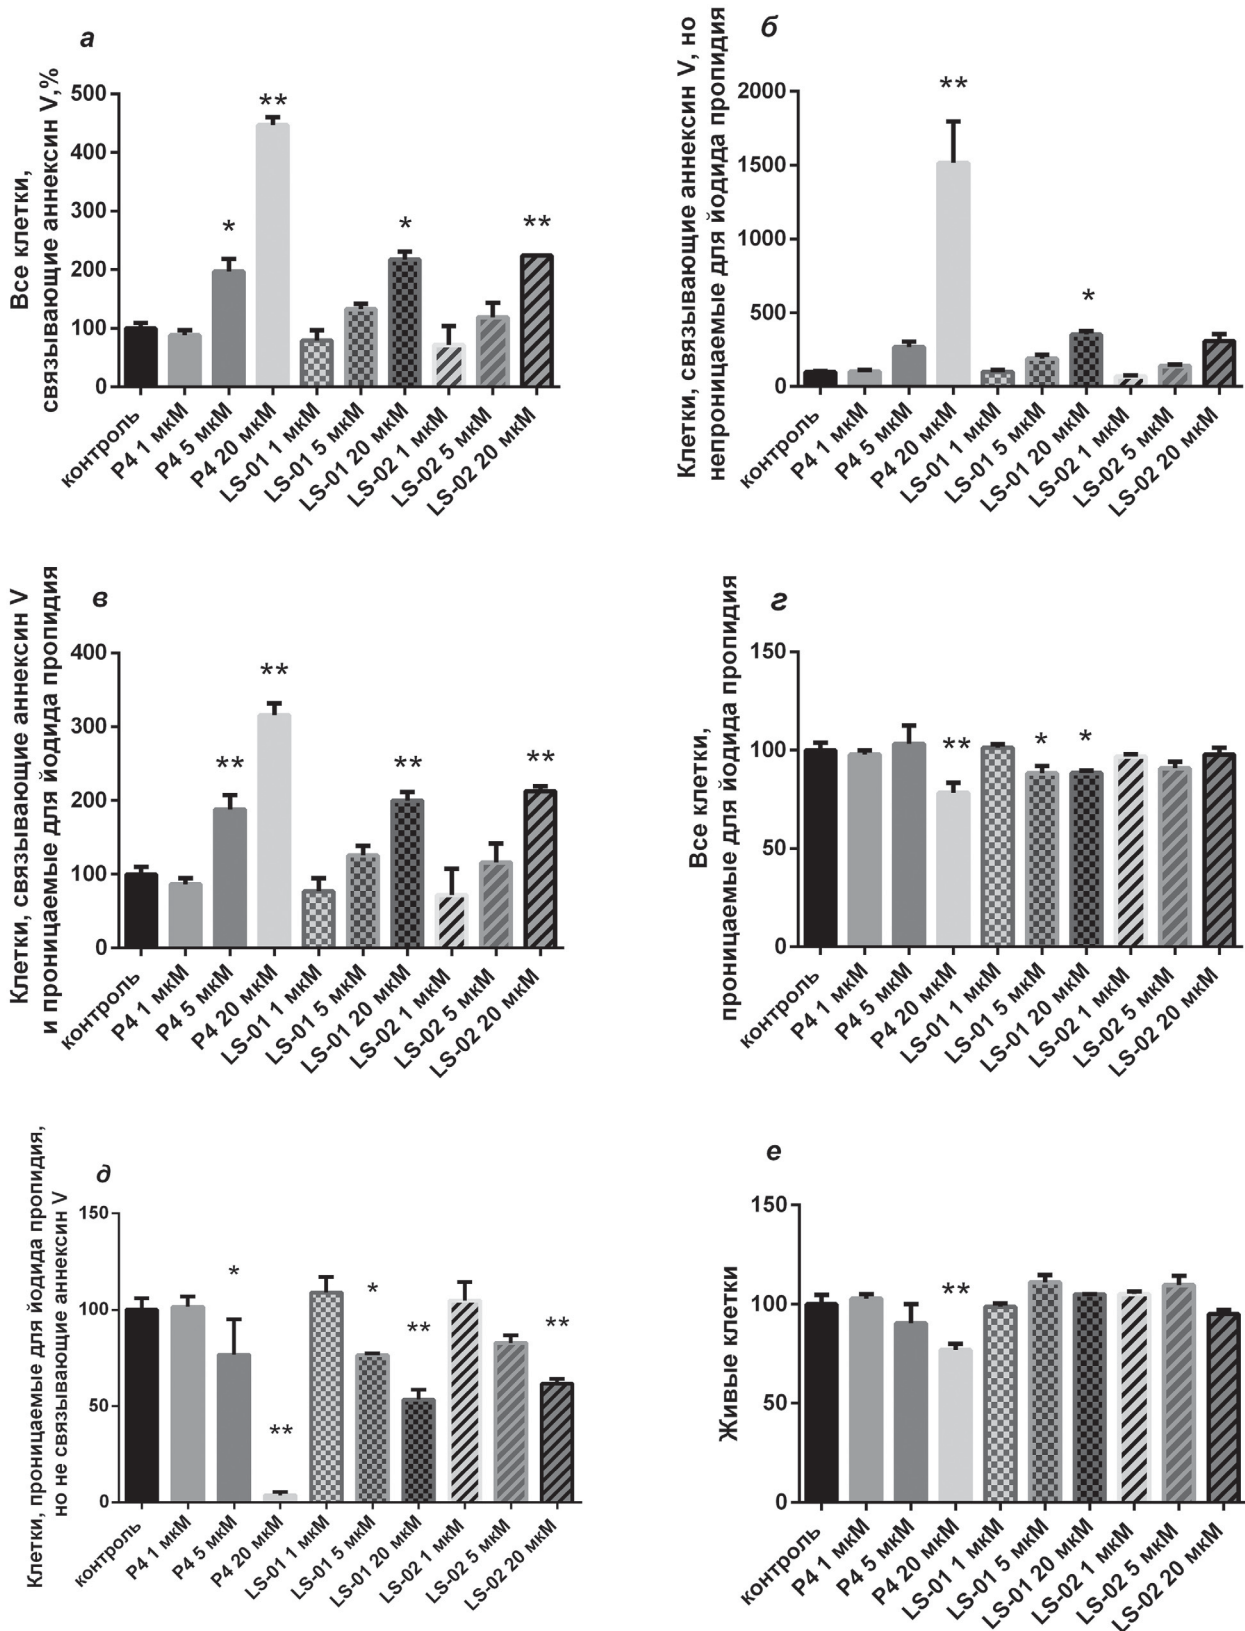 а
Все клетки,
связывающие аннексин V,%
500
400
300
200
100
0
**
*
*
**
контроль
P4 1 мкМ
P4 5 мкМ
P4 20 мкМ
LS-01 1 мкМ
LS-01 5 мкМ
LS-01 20 мкМ
LS-02 1 мкМ
LS-02 5 мкМ
LS-02 20 мкМ
б
Клетки, связывающие аннексин V, но
непроницаемые для йодида пропидия
2000
1500
1000
500
0
**
*
контроль
P4 1 мкМ
P4 5 мкМ
P4 20 мкМ
LS-01 1 мкМ
LS-01 5 мкМ
LS-01 20 мкМ
LS-02 1 мкМ
LS-02 5 мкМ
LS-02 20 мкМ
в
Клетки, связывающие аннексин V
и проницаемые для йодида пропидия
400
300
200
100
0
**
**
**
**
контроль
P4 1 мкМ
P4 5 мкМ
P4 20 мкМ
LS-01 1 мкМ
LS-01 5 мкМ
LS-01 20 мкМ
LS-02 1 мкМ
LS-02 5 мкМ
LS-02 20 мкМ
г
Все клетки,
проницаемые для йодида пропидия
150
100
50
0
**
*
*
контроль
P4 1 мкМ
P4 5 мкМ
P4 20 мкМ
LS-01 1 мкМ
LS-01 5 мкМ
LS-01 20 мкМ
LS-02 1 мкМ
LS-02 5 мкМ
LS-02 20 мкМ
д
Клетки, проницаемые для йодида пропидия,
но не связывающие аннексин V
150
100
50
0
*
**
*
**
**
контроль
P4 1 мкМ
P4 5 мкМ
P4 20 мкМ
LS-01 1 мкМ
LS-01 5 мкМ
LS-01 20 мкМ
LS-02 1 мкМ
LS-02 5 мкМ
LS-02 20 мкМ
е
Живые клетки
150
100
50
0
**
контроль
P4 1 мкМ
P4 5 мкМ
P4 20 мкМ
LS-01 1 мкМ
LS-01 5 мкМ
LS-01 20 мкМ
LS-02 1 мкМ
LS-02 5 мкМ
LS-02 20 мкМ